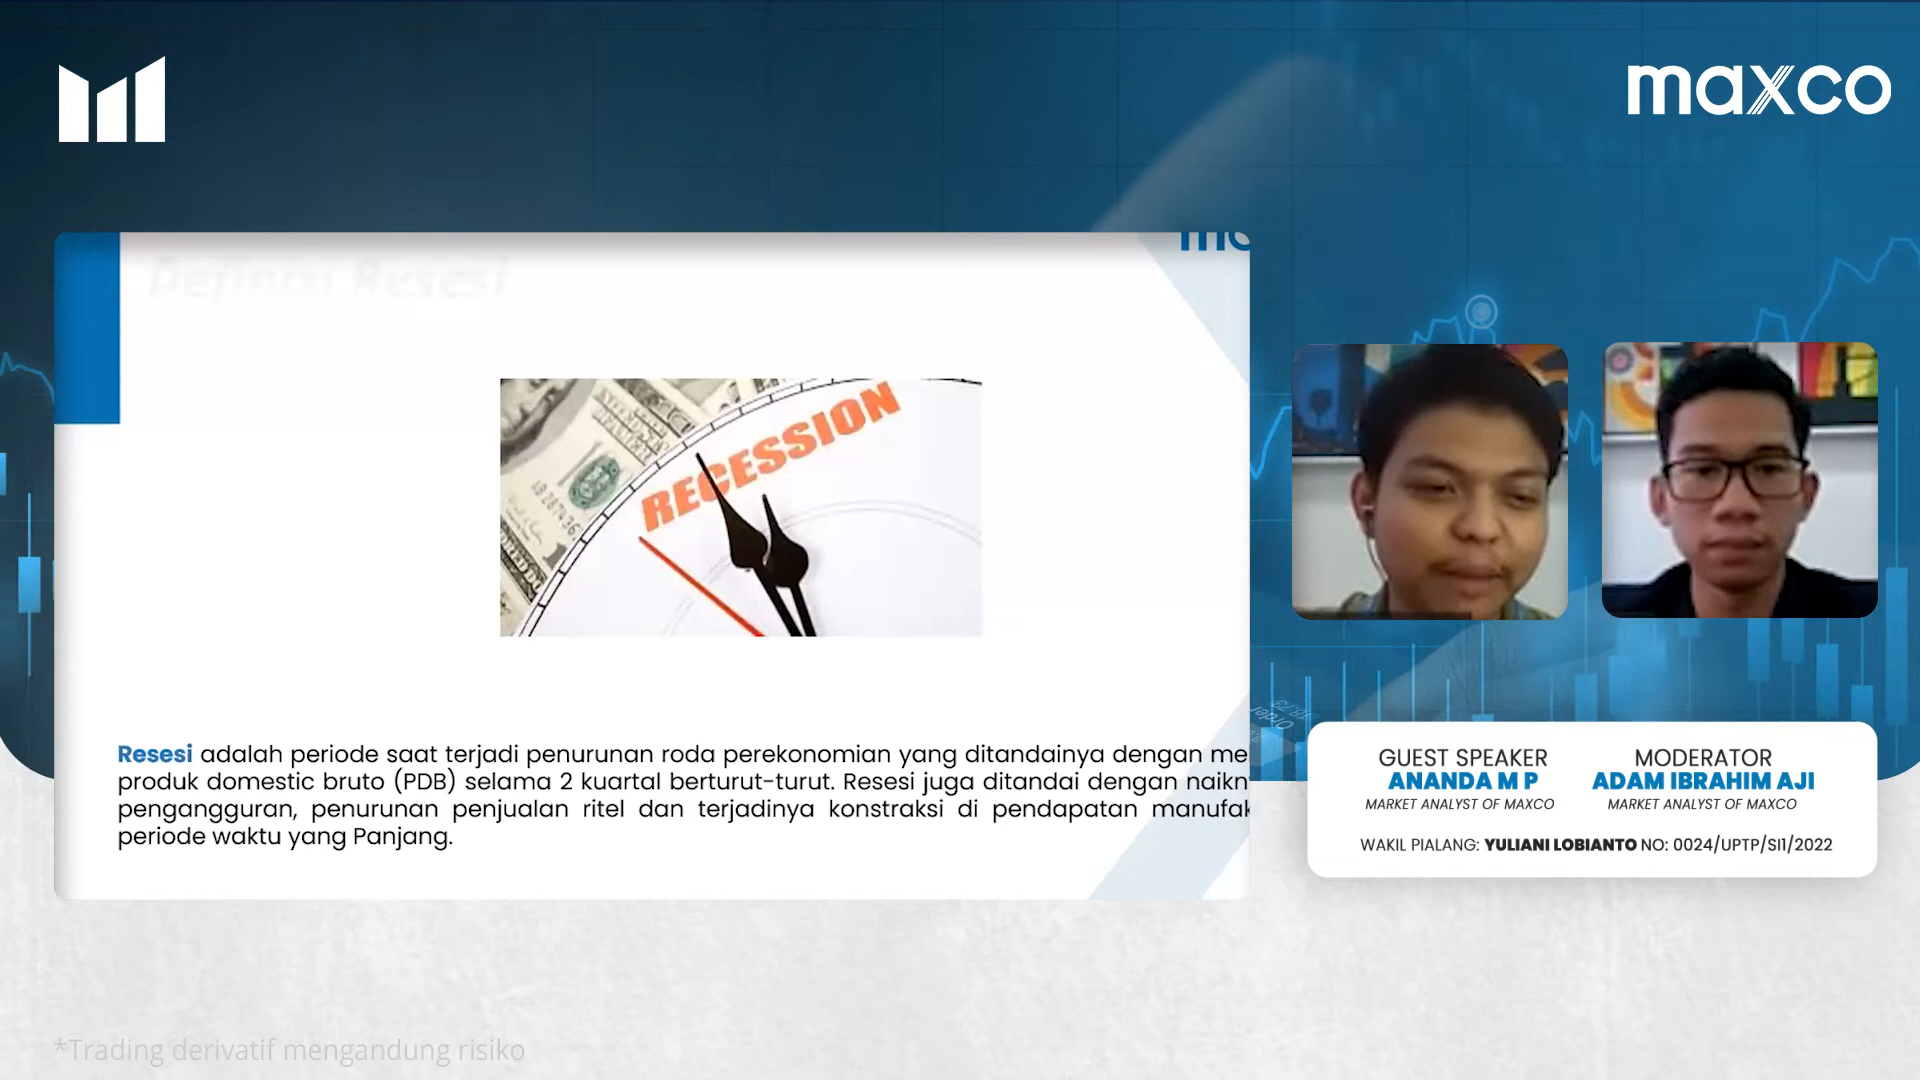 maxco
Definisi Resesi
RECESSION
Resesi adalah periode saat terjadi penurunan roda perekonomian yang ditandainya dengan me
produk domestic bruto (PDB) selama 2 kuartal berturut-turut. Resesi juga ditandai dengan naikn
pengangguran, penurunan penjualan ritel dan terjadinya konstraksi di pendapatan manufak
periode waktu yang Panjang.
Order
GUEST SPEAKER
ANANDA M P
MARKET ANALYST OF MAXCO
MODERATOR
ADAM IBRAHIM AJI
MARKET ANALYST OF MAXCO
WAKIL PIALANG: YULIANI LOBIANTO NO: 0024/UPTP/SI1/2022
*Trading derivatif mengandung risiko